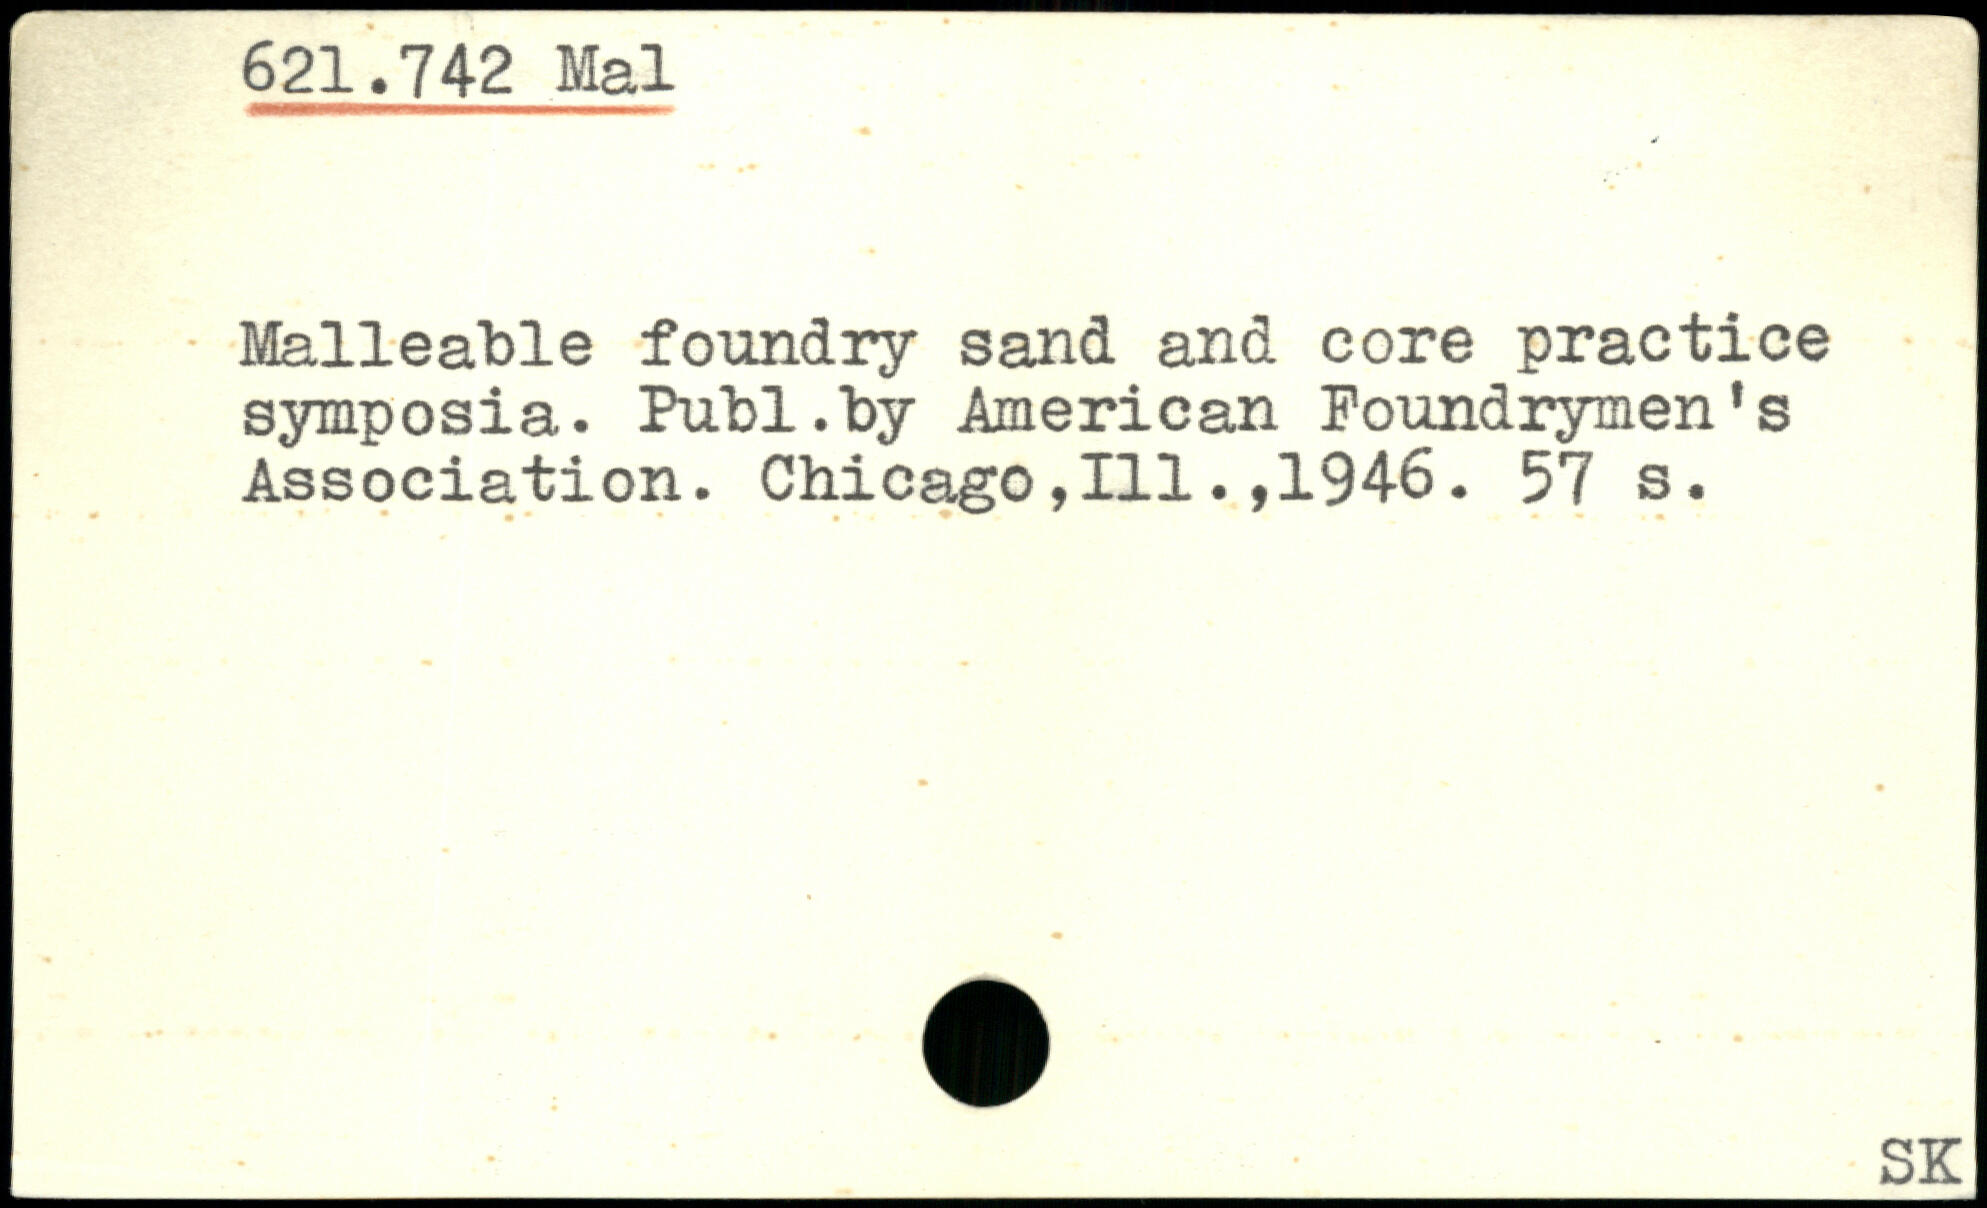 621.742 Mal
Malleable foundry sand and core practice
symposia. Publ.by American Foundrymen's
Association. Chicago,Ill.,1946. 57 s.
SK